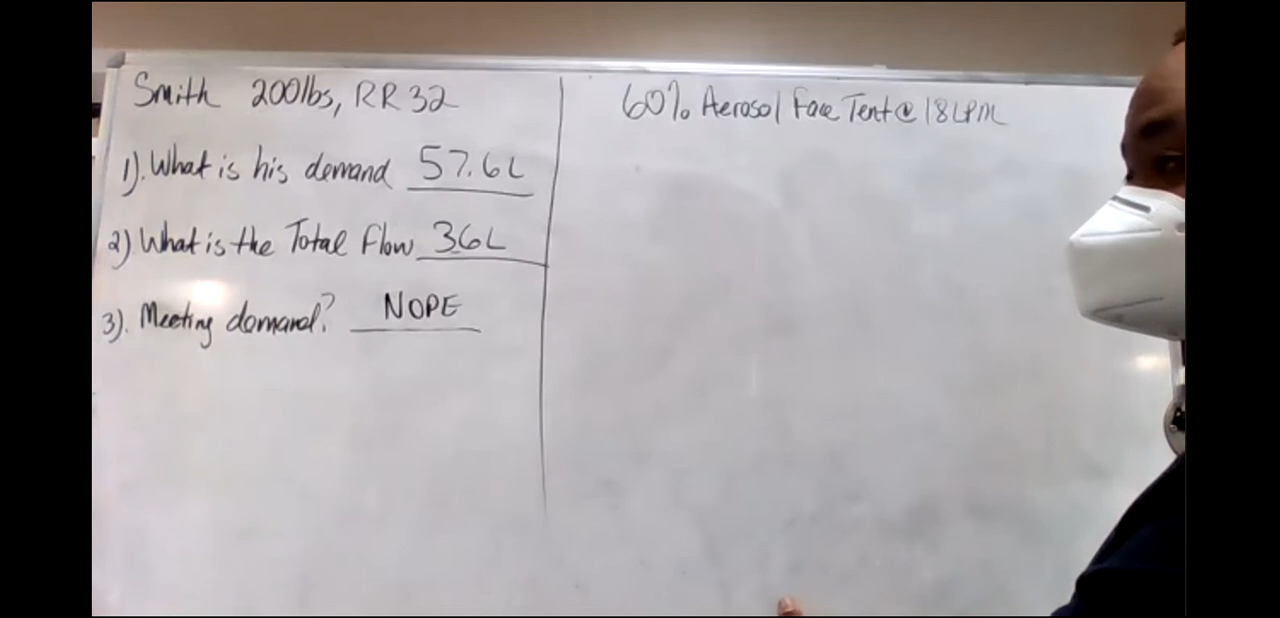 Smith 200lbs, RR 32
1). What is his demand 57.6L
2) What is the Total Flow 36L
3). Meeting demand? NOPE
60% Aerosol Face Tent @ 18LPM